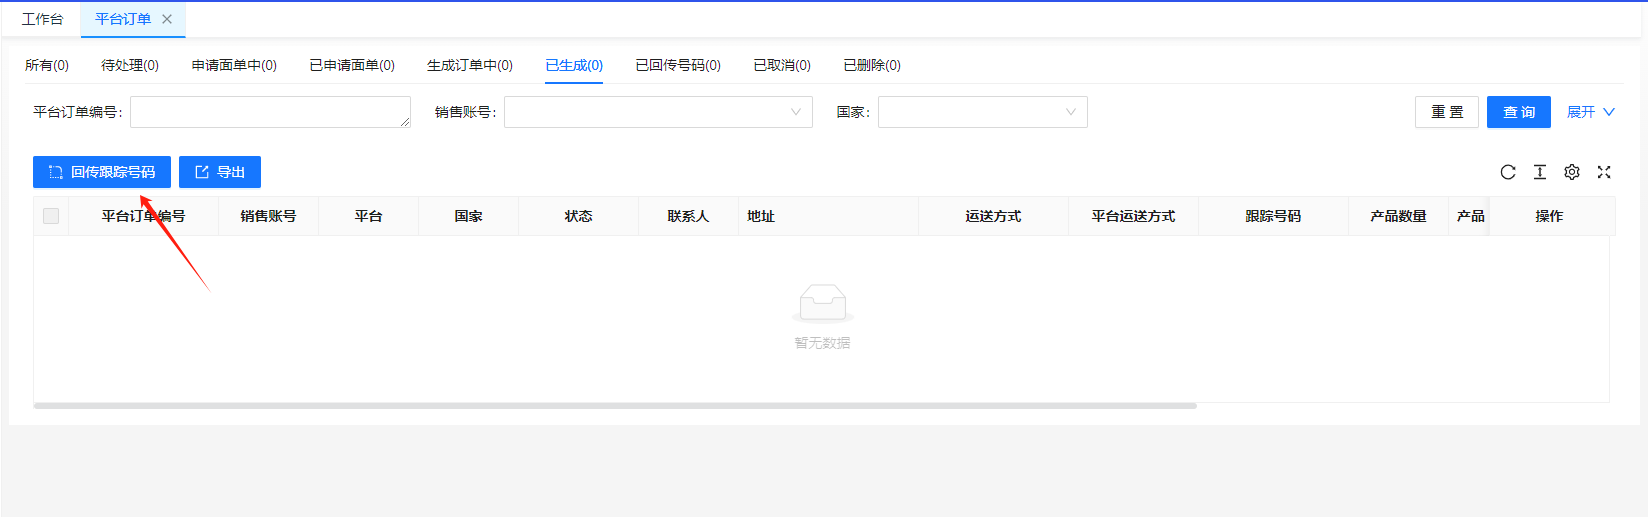 工作台 平台订单
所有(0) 待处理(0) 申请面单中(0) 已申请面单(0) 生成订单中(0) 已生成(0) 已回传号码(0) 已取消(0) 已删除(0)
平台订单编号: 销售账号: 国家: 重 置 查 询 展开
回传跟踪号码 导出
平台订单编号 销售账号 平台 国家 状态 联系人 地址 运送方式 平台运送方式 跟踪号码 产品数量 产品 操作
暂无数据